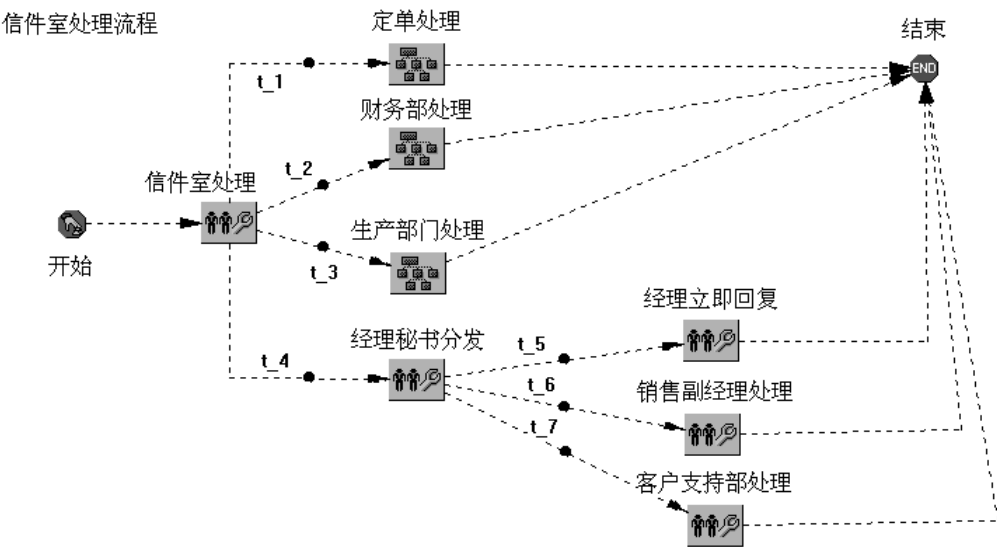 信件室处理流程
定单处理
结束
END
t_1
财务部处理
t_2
信件室处理
生产部门处理
开始
t_3
经理立即回复
经理秘书分发
t_5
t_4
t_6
销售副经理处理
t_7
客户支持部处理